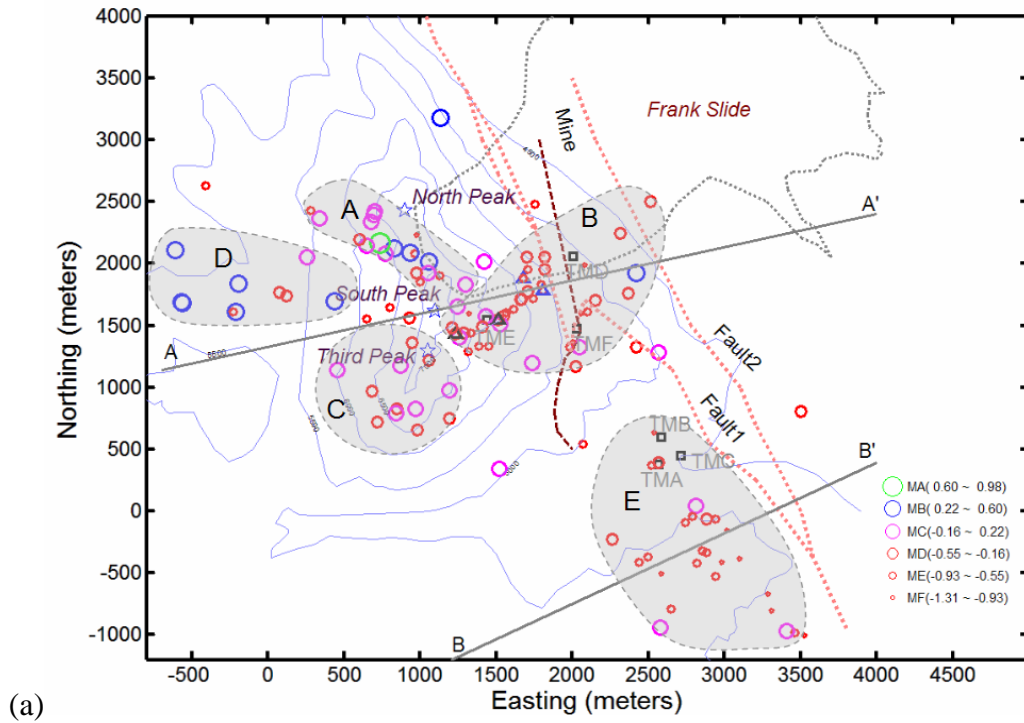 4000
3500
3000
2500
2000
1500
1000
500
0
-500
-1000
Northing (meters)
Frank Slide
Mine
North Peak
A
B
A'
D
TMD
South Peak
A
TME
TMF
Third Peak
C
Fault2
Fault1
TMB
TMC
TMA
B'
E
B
MA( 0.60 ~ 0.98)
MB( 0.22 ~ 0.60)
MC(-0.16 ~ 0.22)
MD(-0.55 ~ -0.16)
ME(-0.93 ~ -0.55)
MF(-1.31 ~ -0.93)
-500 0 500 1000 1500 2000 2500 3000 3500 4000 4500
Easting (meters)
(a)